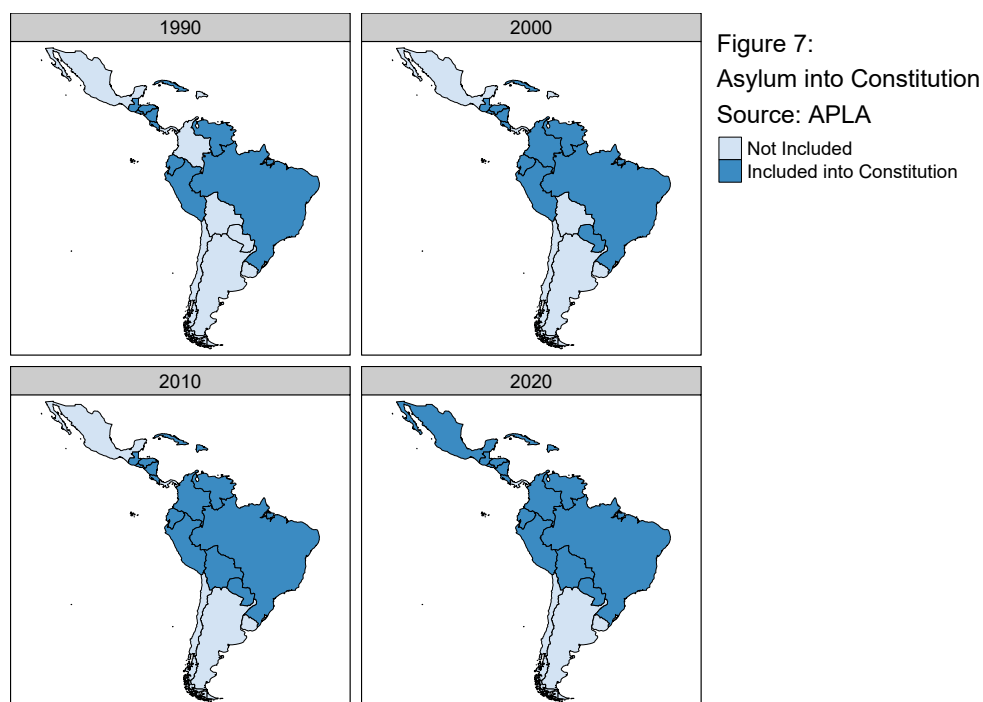 1990
2000
Figure 7:
Asylum into Constitution
Source: APLA
Not Included
Included into Constitution
2010
2020